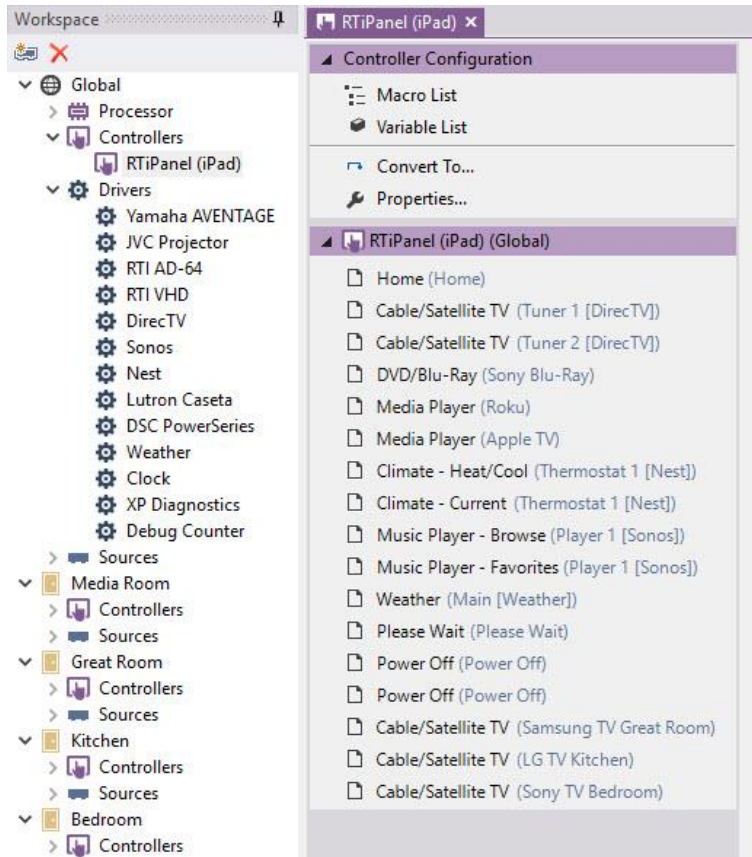 Workspace
Global
Processor
Controllers
RTiPanel (iPad)
Drivers
Yamaha AVENTAGE
JVC Projector
RTI AD-64
RTI VHD
DirecTV
Sonos
Nest
Lutron Caseta
DSC PowerSeries
Weather
Clock
XP Diagnostics
Debug Counter
Sources
Media Room
Controllers
Sources
Great Room
Controllers
Sources
Kitchen
Controllers
Sources
Bedroom
Controllers
RTiPanel (iPad)
Controller Configuration
Macro List
Variable List
Convert To...
Properties...
RTiPanel (iPad) (Global)
Home (Home)
Cable/Satellite TV (Tuner 1 [DirecTV])
Cable/Satellite TV (Tuner 2 [DirecTV])
DVD/Blu-Ray (Sony Blu-Ray)
Media Player (Roku)
Media Player (Apple TV)
Climate - Heat/Cool (Thermostat 1 [Nest])
Climate - Current (Thermostat 1 [Nest])
Music Player - Browse (Player 1 [Sonos])
Music Player - Favorites (Player 1 [Sonos])
Weather (Main [Weather])
Please Wait (Please Wait)
Power Off (Power Off)
Power Off (Power Off)
Cable/Satellite TV (Samsung TV Great Room)
Cable/Satellite TV (LG TV Kitchen)
Cable/Satellite TV (Sony TV Bedroom)